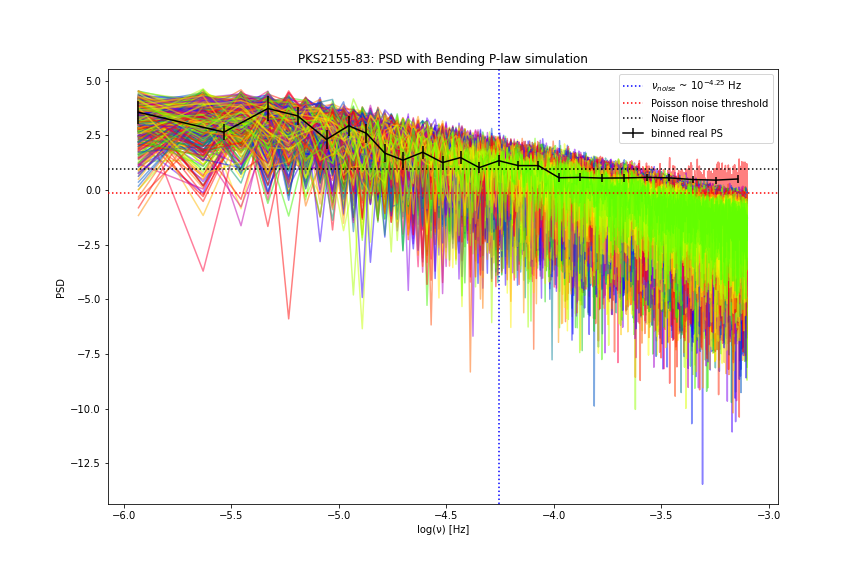 PKS2155-83: PSD with Bending P-law simulation
5.0
2.5
0.0
−2.5
−5.0
−7.5
−10.0
−12.5
PSD
ν_noise ~ 10^−4.25 Hz
Poisson noise threshold
Noise floor
binned real PS
−6.0 −5.5 −5.0 −4.5 −4.0 −3.5 −3.0
log(ν) [Hz]